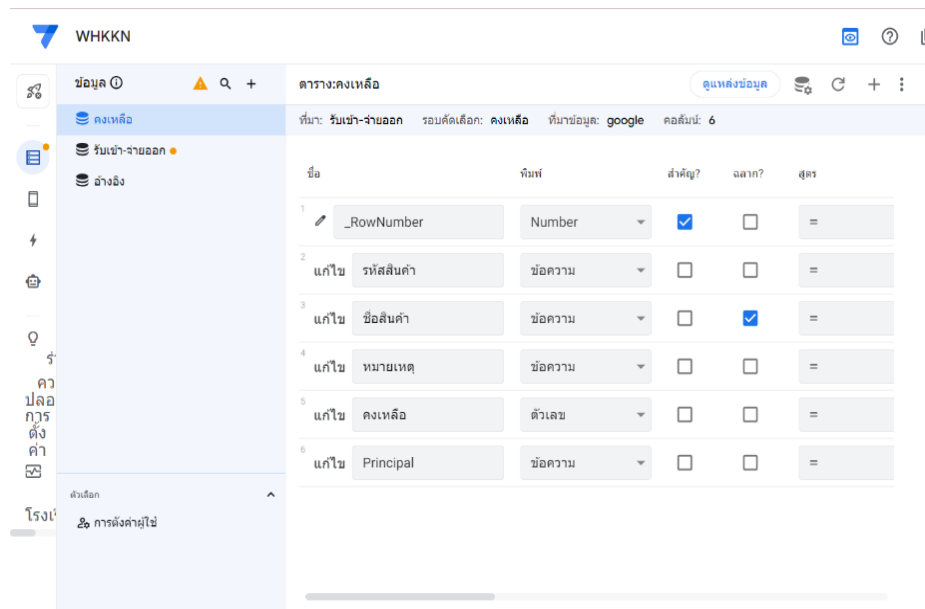 WHKKN
ข้อมูล
ตาราง:คงเหลือ
ดูแหล่งข้อมูล
คงเหลือ
รับเข้า-จ่ายออก
อ้างอิง
ที่มา: รับเข้า-จ่ายออก รอบคัดเลือก: คงเหลือ ที่มาข้อมูล: google คอลัมน์: 6
ชื่อ พิมพ์ สำคัญ? ฉลาก? สูตร
1 _RowNumber Number =
2 แก้ไข รหัสสินค้า ข้อความ =
3 แก้ไข ชื่อสินค้า ข้อความ =
4 แก้ไข หมายเหตุ ข้อความ =
5 แก้ไข คงเหลือ ตัวเลข =
6 แก้ไข Principal ข้อความ =
คว
ปลอ
การ
ตั้ง
ค่า
ตัวเลือก
การตั้งค่าผู้ใช้